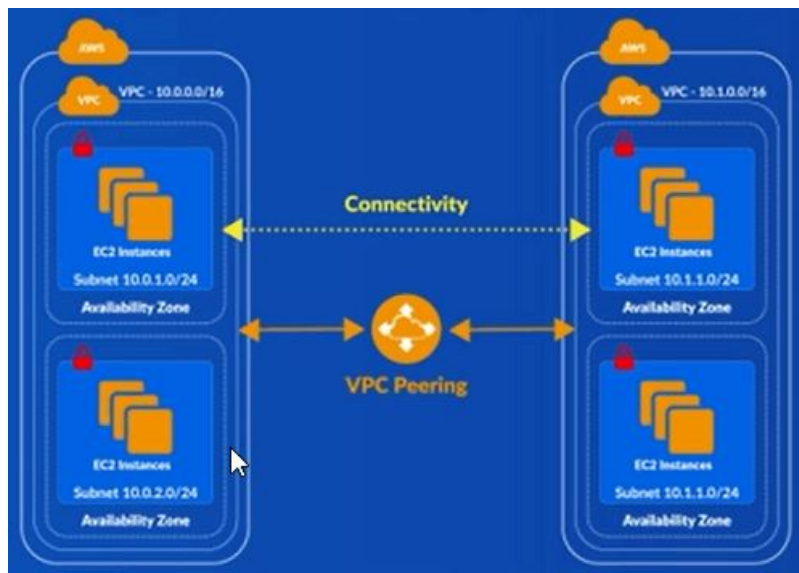 AWS
VPC - 10.0.0.0/16
VPC
EC2 Instances
Subnet 10.0.1.0/24
Availability Zone
EC2 Instances
Subnet 10.0.2.0/24
Availability Zone
Connectivity
VPC Peering
AWS
VPC - 10.1.0.0/16
VPC
EC2 Instances
Subnet 10.1.1.0/24
Availability Zone
EC2 Instances
Subnet 10.1.1.0/24
Availability Zone